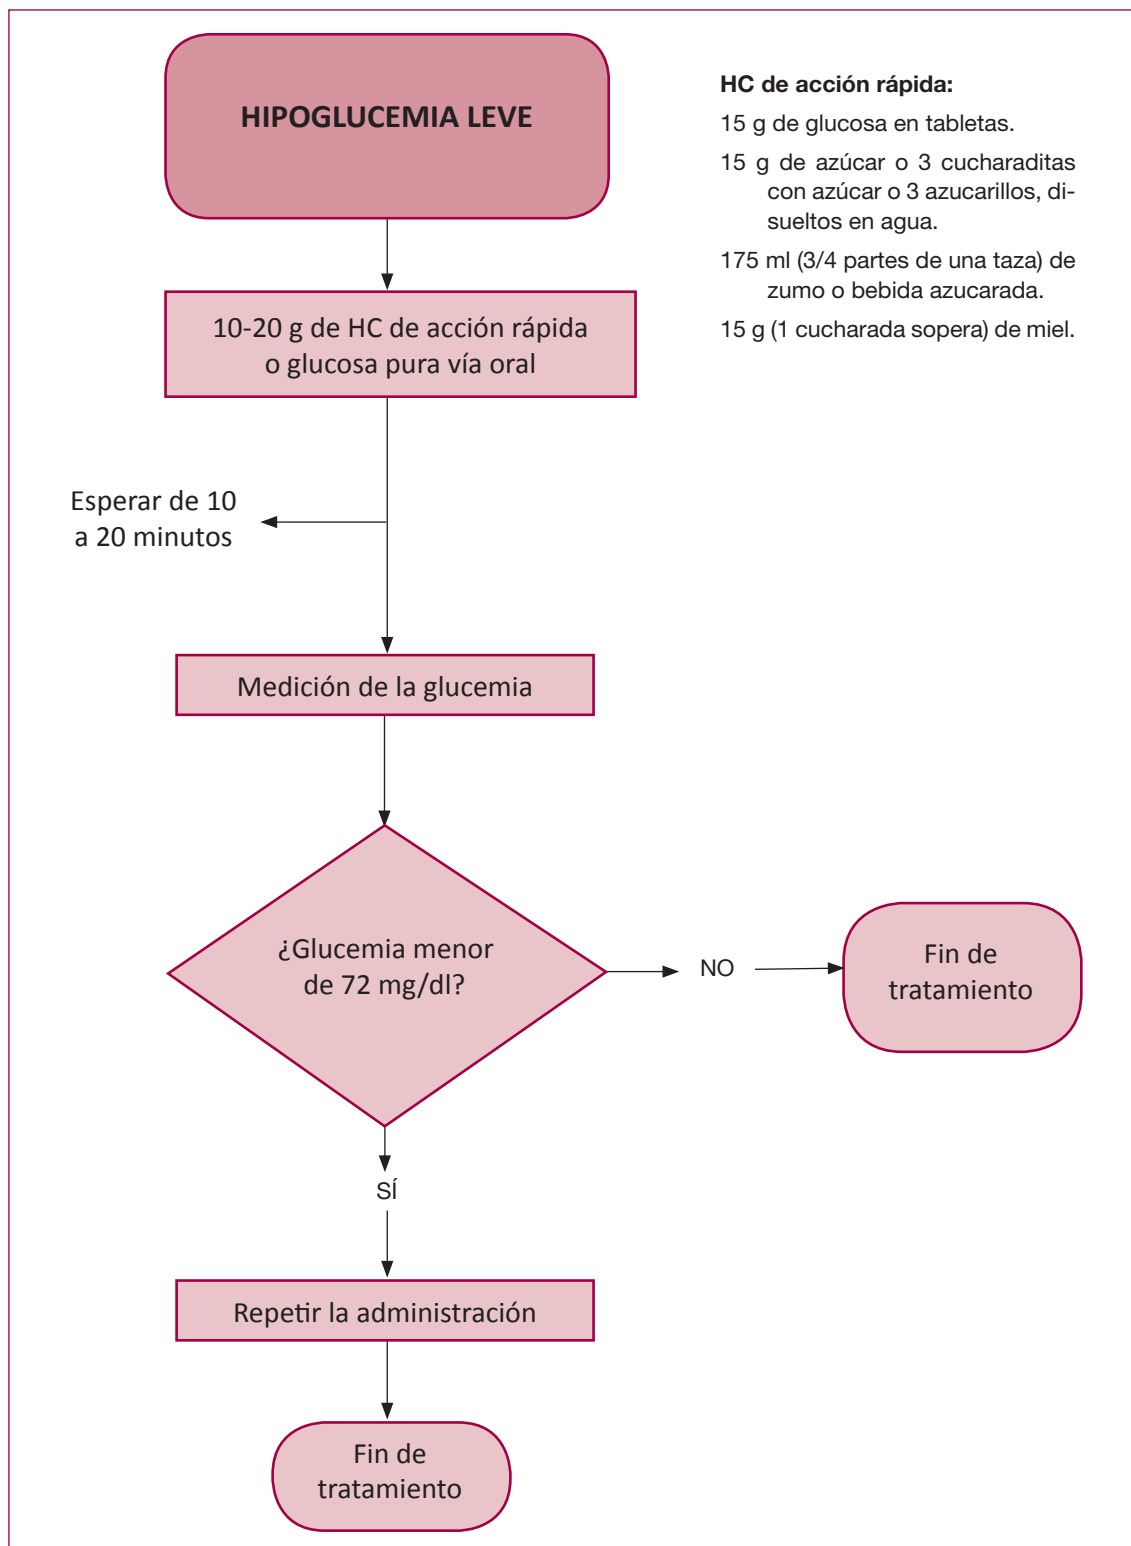 HIPOGLUCEMIA LEVE
HC de acción rápida:
15 g de glucosa en tabletas.
15 g de azúcar o 3 cucharaditas
con azúcar o 3 azucarillos, di-
sueltos en agua.
175 ml (3/4 partes de una taza) de
zumo o bebida azucarada.
15 g (1 cucharada sopera) de miel.
10-20 g de HC de acción rápida
o glucosa pura vía oral
Esperar de 10
a 20 minutos
Medición de la glucemia
¿Glucemia menor
de 72 mg/dl?
NO
Fin de
tratamiento
SÍ
Repetir la administración
Fin de
tratamiento